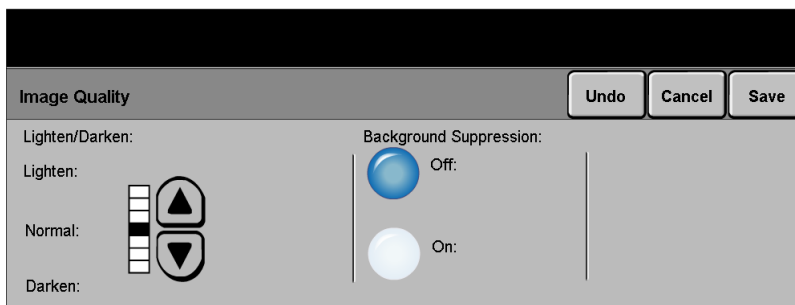 Image Quality
Undo
Cancel
Save
Lighten/Darken:
Lighten:
Normal:
Darken:
Background Suppression:
Off:
On: